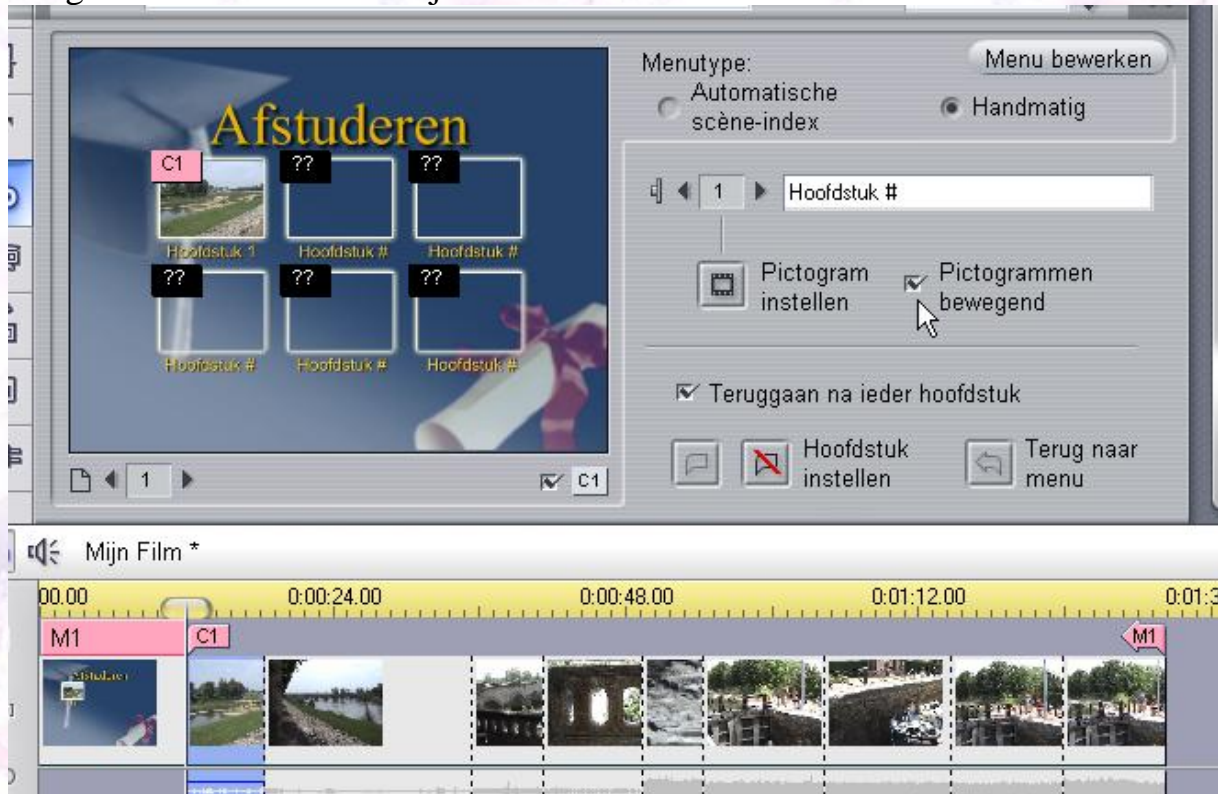 Menutype:
Menu bewerken
Automatische
scène-index
Handmatig
Afstuderen
C1
??
??
Hoofdstuk 1
Hoofdstuk #
Hoofdstuk #
??
??
??
Hoofdstuk #
Hoofdstuk #
Hoofdstuk #
1
Hoofdstuk #
Pictogram
instellen
Pictogrammen
bewegend
Teruggaan na ieder hoofdstuk
Hoofdstuk
instellen
Terug naar
menu
1
C1
Mijn Film *
00.00
0:00:24.00
0:00:48.00
0:01:12.00
M1
C1
M1
Afstuderen